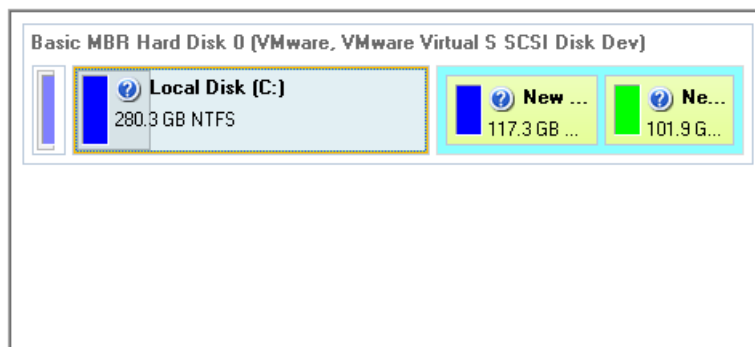 Basic MBR Hard Disk 0 (VMware, VMware Virtual S SCSI Disk Dev)
Local Disk (C:)
280.3 GB NTFS
New ...
117.3 GB ...
Ne...
101.9 G...